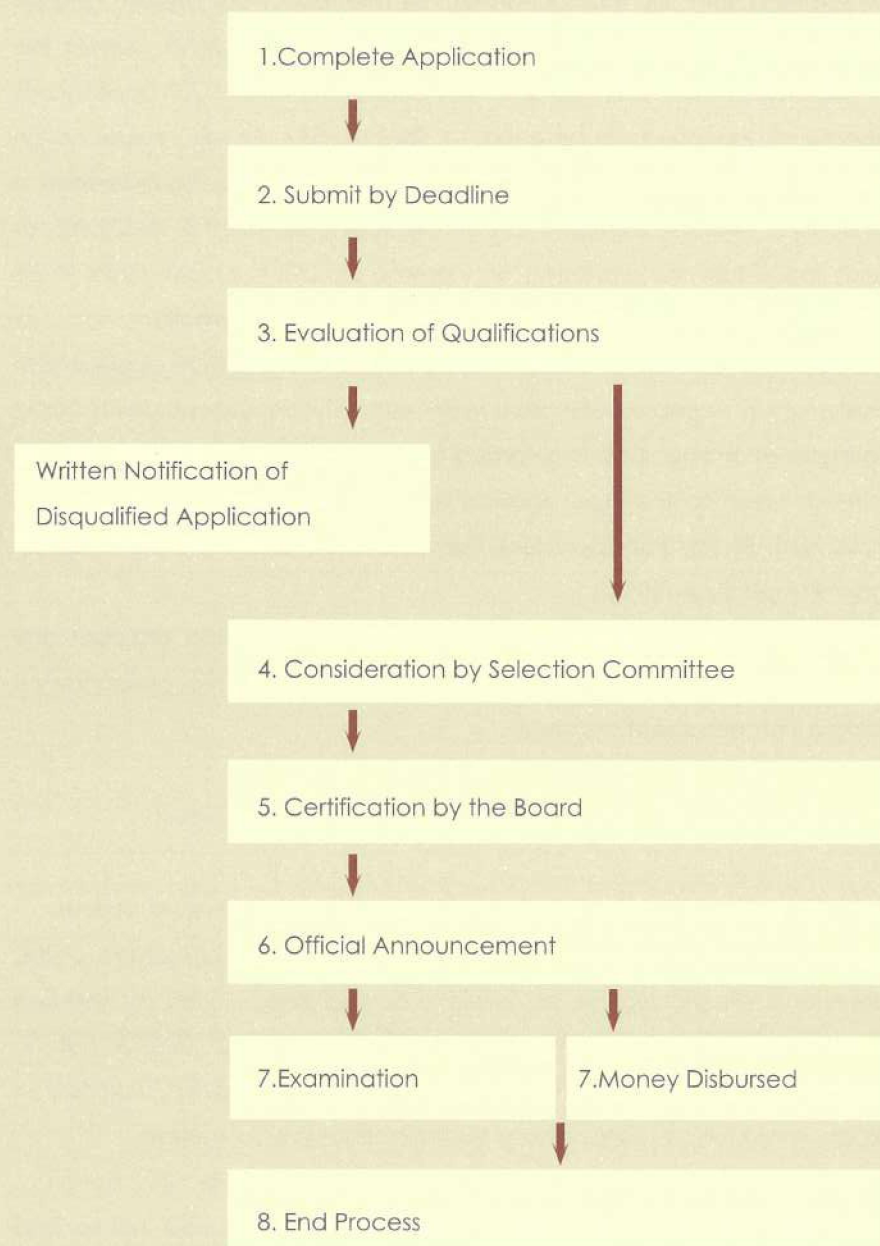 1.Complete Application
2. Submit by Deadline
3. Evaluation of Qualifications
Written Notification of
Disqualified Application
4. Consideration by Selection Committee
5. Certification by the Board
6. Official Announcement
7.Examination
7.Money Disbursed
8. End Process